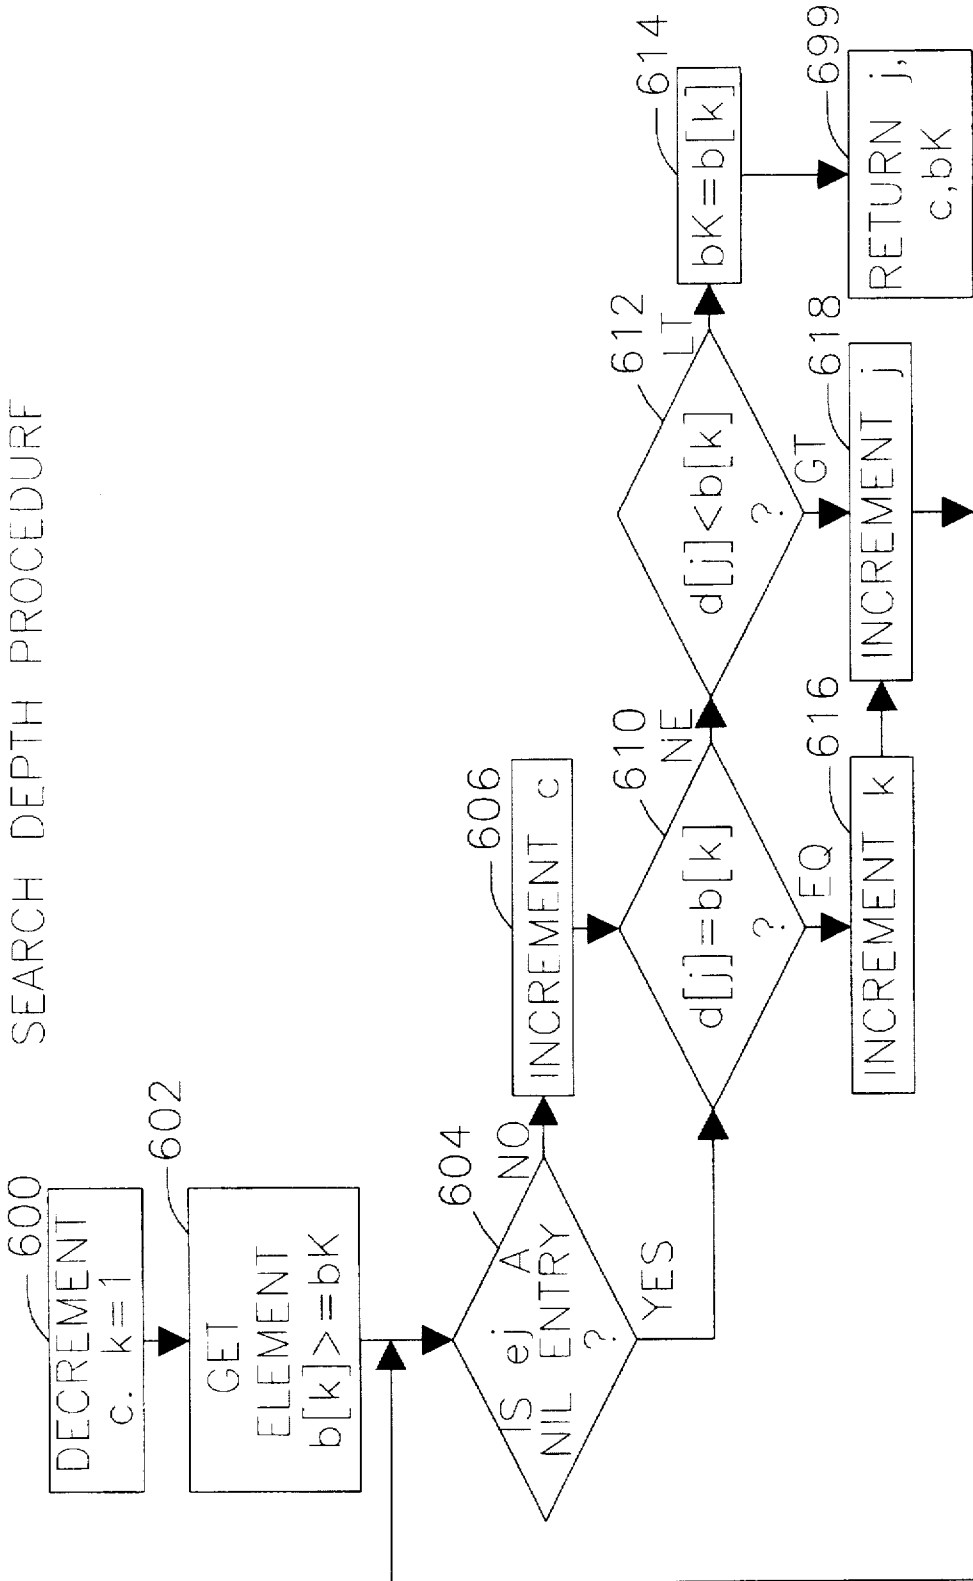 SEARCH DEPTH PROCEDURE
600
DECREMENT
c. k=1
602
GET
ELEMENT
b[k]>=bK
604
IS ej A
NIL ENTRY
?
NO
YES
606
INCREMENT c
610
d[j]=b[k]
?
NE
EQ
612
d[j]<b[k]
?
LT
GT
614
bK=b[k]
616
INCREMENT k
618
INCREMENT j
699
RETURN j,
c,bK